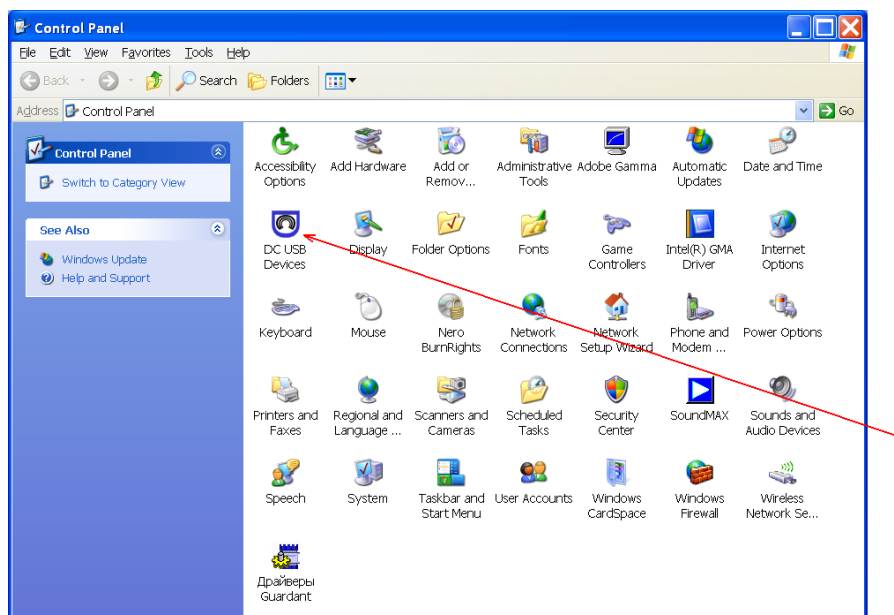 Control Panel
File Edit View Favorites Tools Help
Back Search Folders
Address Control Panel Go
Control Panel
Switch to Category View
See Also
Windows Update
Help and Support
Accessibility Options
Add Hardware
Add or Remov...
Administrative Tools
Adobe Gamma
Automatic Updates
Date and Time
DC USB Devices
Display
Folder Options
Fonts
Game Controllers
Intel(R) GMA Driver
Internet Options
Keyboard
Mouse
Nero BurnRights
Network Connections
Network Setup Wizard
Phone and Modem ...
Power Options
Printers and Faxes
Regional and Language ...
Scanners and Cameras
Scheduled Tasks
Security Center
SoundMAX
Sounds and Audio Devices
Speech
System
Taskbar and Start Menu
User Accounts
Windows CardSpace
Windows Firewall
Wireless Network Se...
Драйверы Guardant